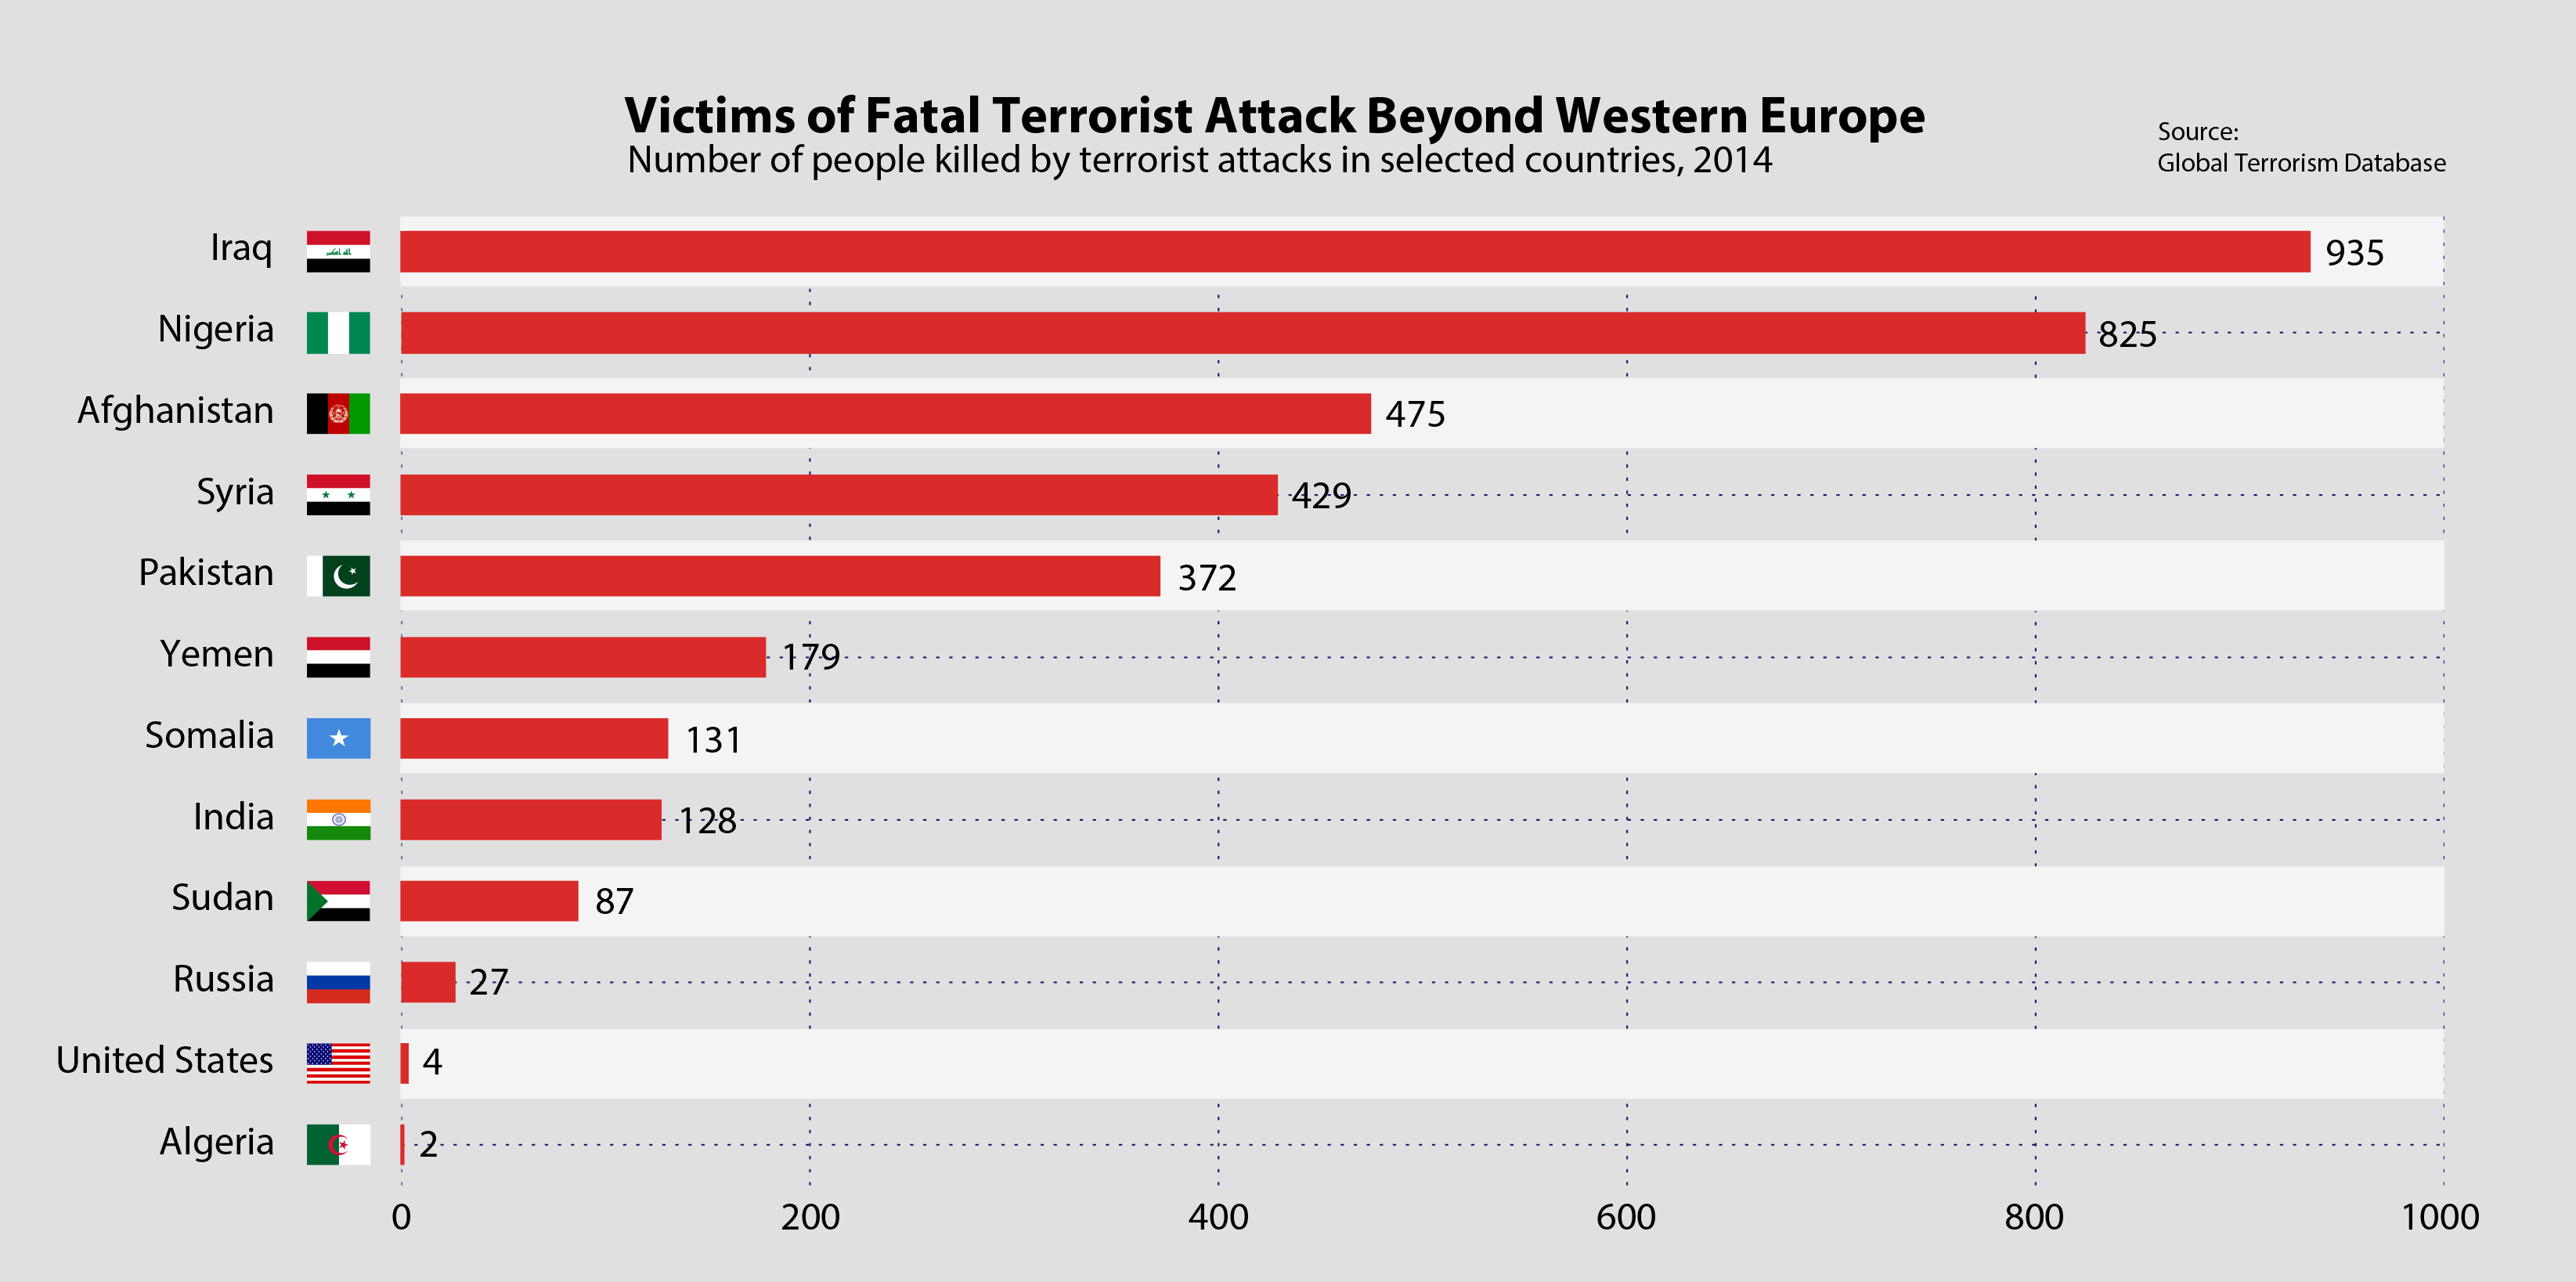 Victims of Fatal Terrorist Attack Beyond Western Europe
Number of people killed by terrorist attacks in selected countries, 2014
Source:
Global Terrorism Database
Iraq 935
Nigeria 825
Afghanistan 475
Syria 429
Pakistan 372
Yemen 179
Somalia 131
India 128
Sudan 87
Russia 27
United States 4
Algeria 2
0 200 400 600 800 1000